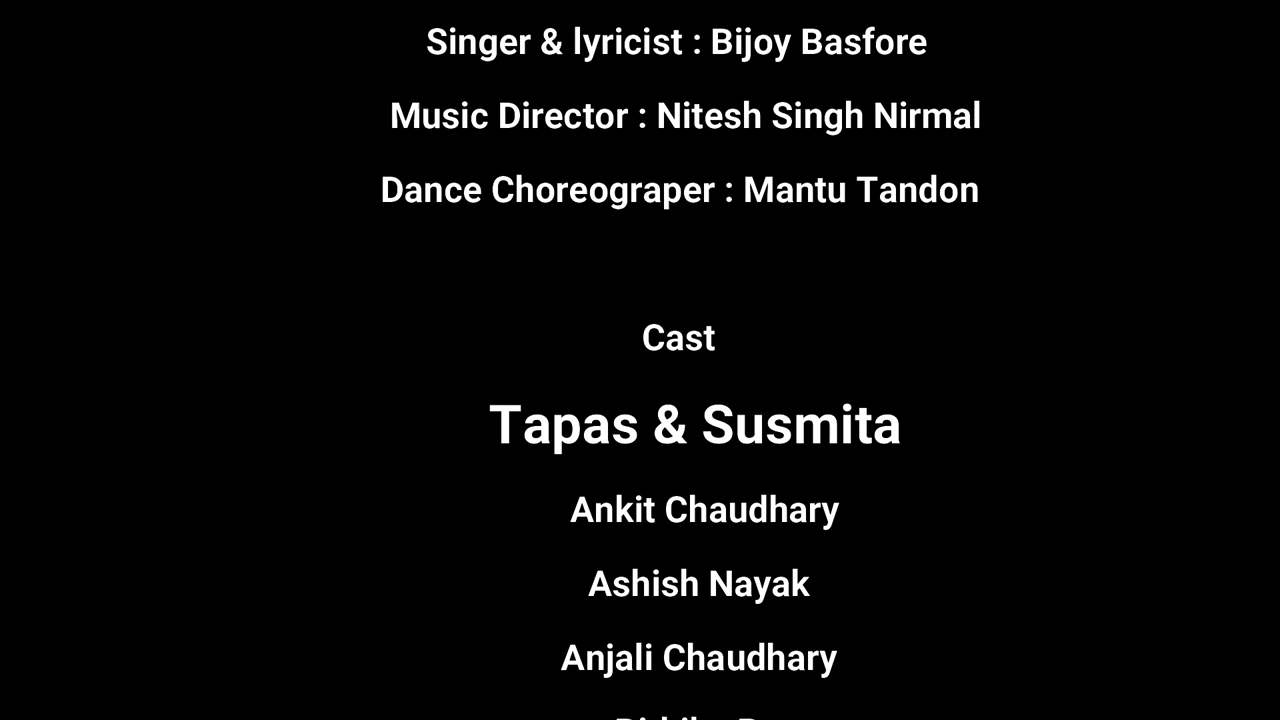 Singer & lyricist : Bijoy Basfore
Music Director : Nitesh Singh Nirmal
Dance Choreograper : Mantu Tandon
Cast
Tapas & Susmita
Ankit Chaudhary
Ashish Nayak
Anjali Chaudhary